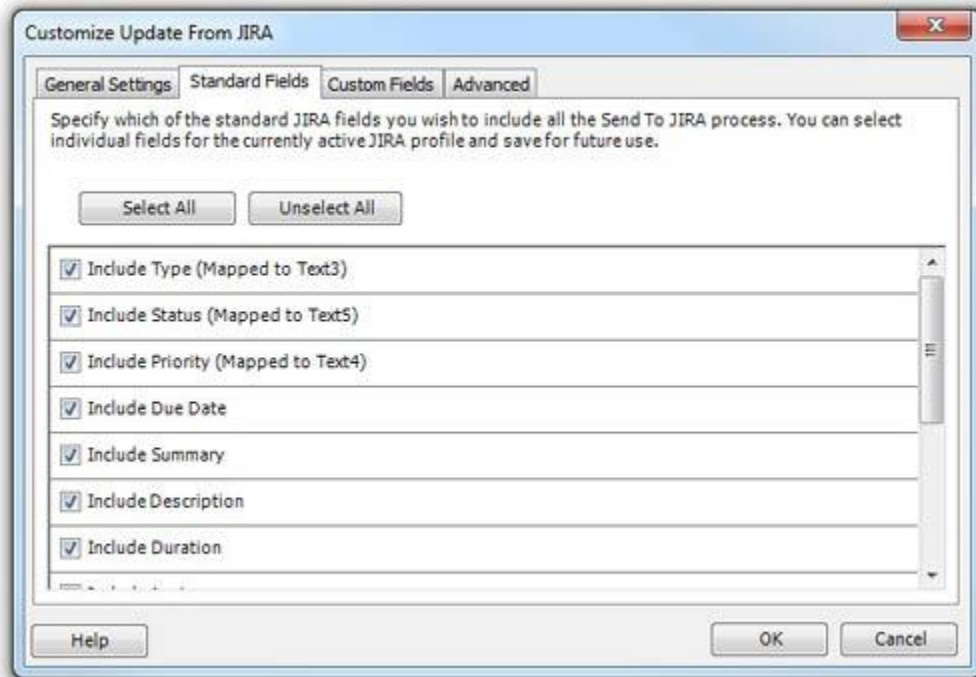 Customize Update From JIRA
General Settings Standard Fields Custom Fields Advanced
Specify which of the standard JIRA fields you wish to include all the Send To JIRA process. You can select
individual fields for the currently active JIRA profile and save for future use.
Select All Unselect All
Include Type (Mapped to Text3)
Include Status (Mapped to Text5)
Include Priority (Mapped to Text4)
Include Due Date
Include Summary
Include Description
Include Duration
Help OK Cancel